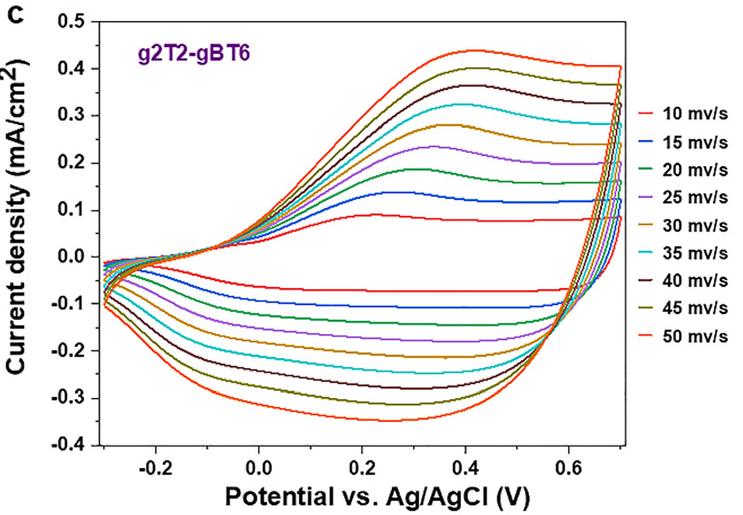 c
g2T2-gBT6
Current density (mA/cm²)
0.5
0.4
0.3
0.2
0.1
0.0
-0.1
-0.2
-0.3
-0.4
-0.2 0.0 0.2 0.4 0.6
Potential vs. Ag/AgCl (V)
10 mv/s
15 mv/s
20 mv/s
25 mv/s
30 mv/s
35 mv/s
40 mv/s
45 mv/s
50 mv/s